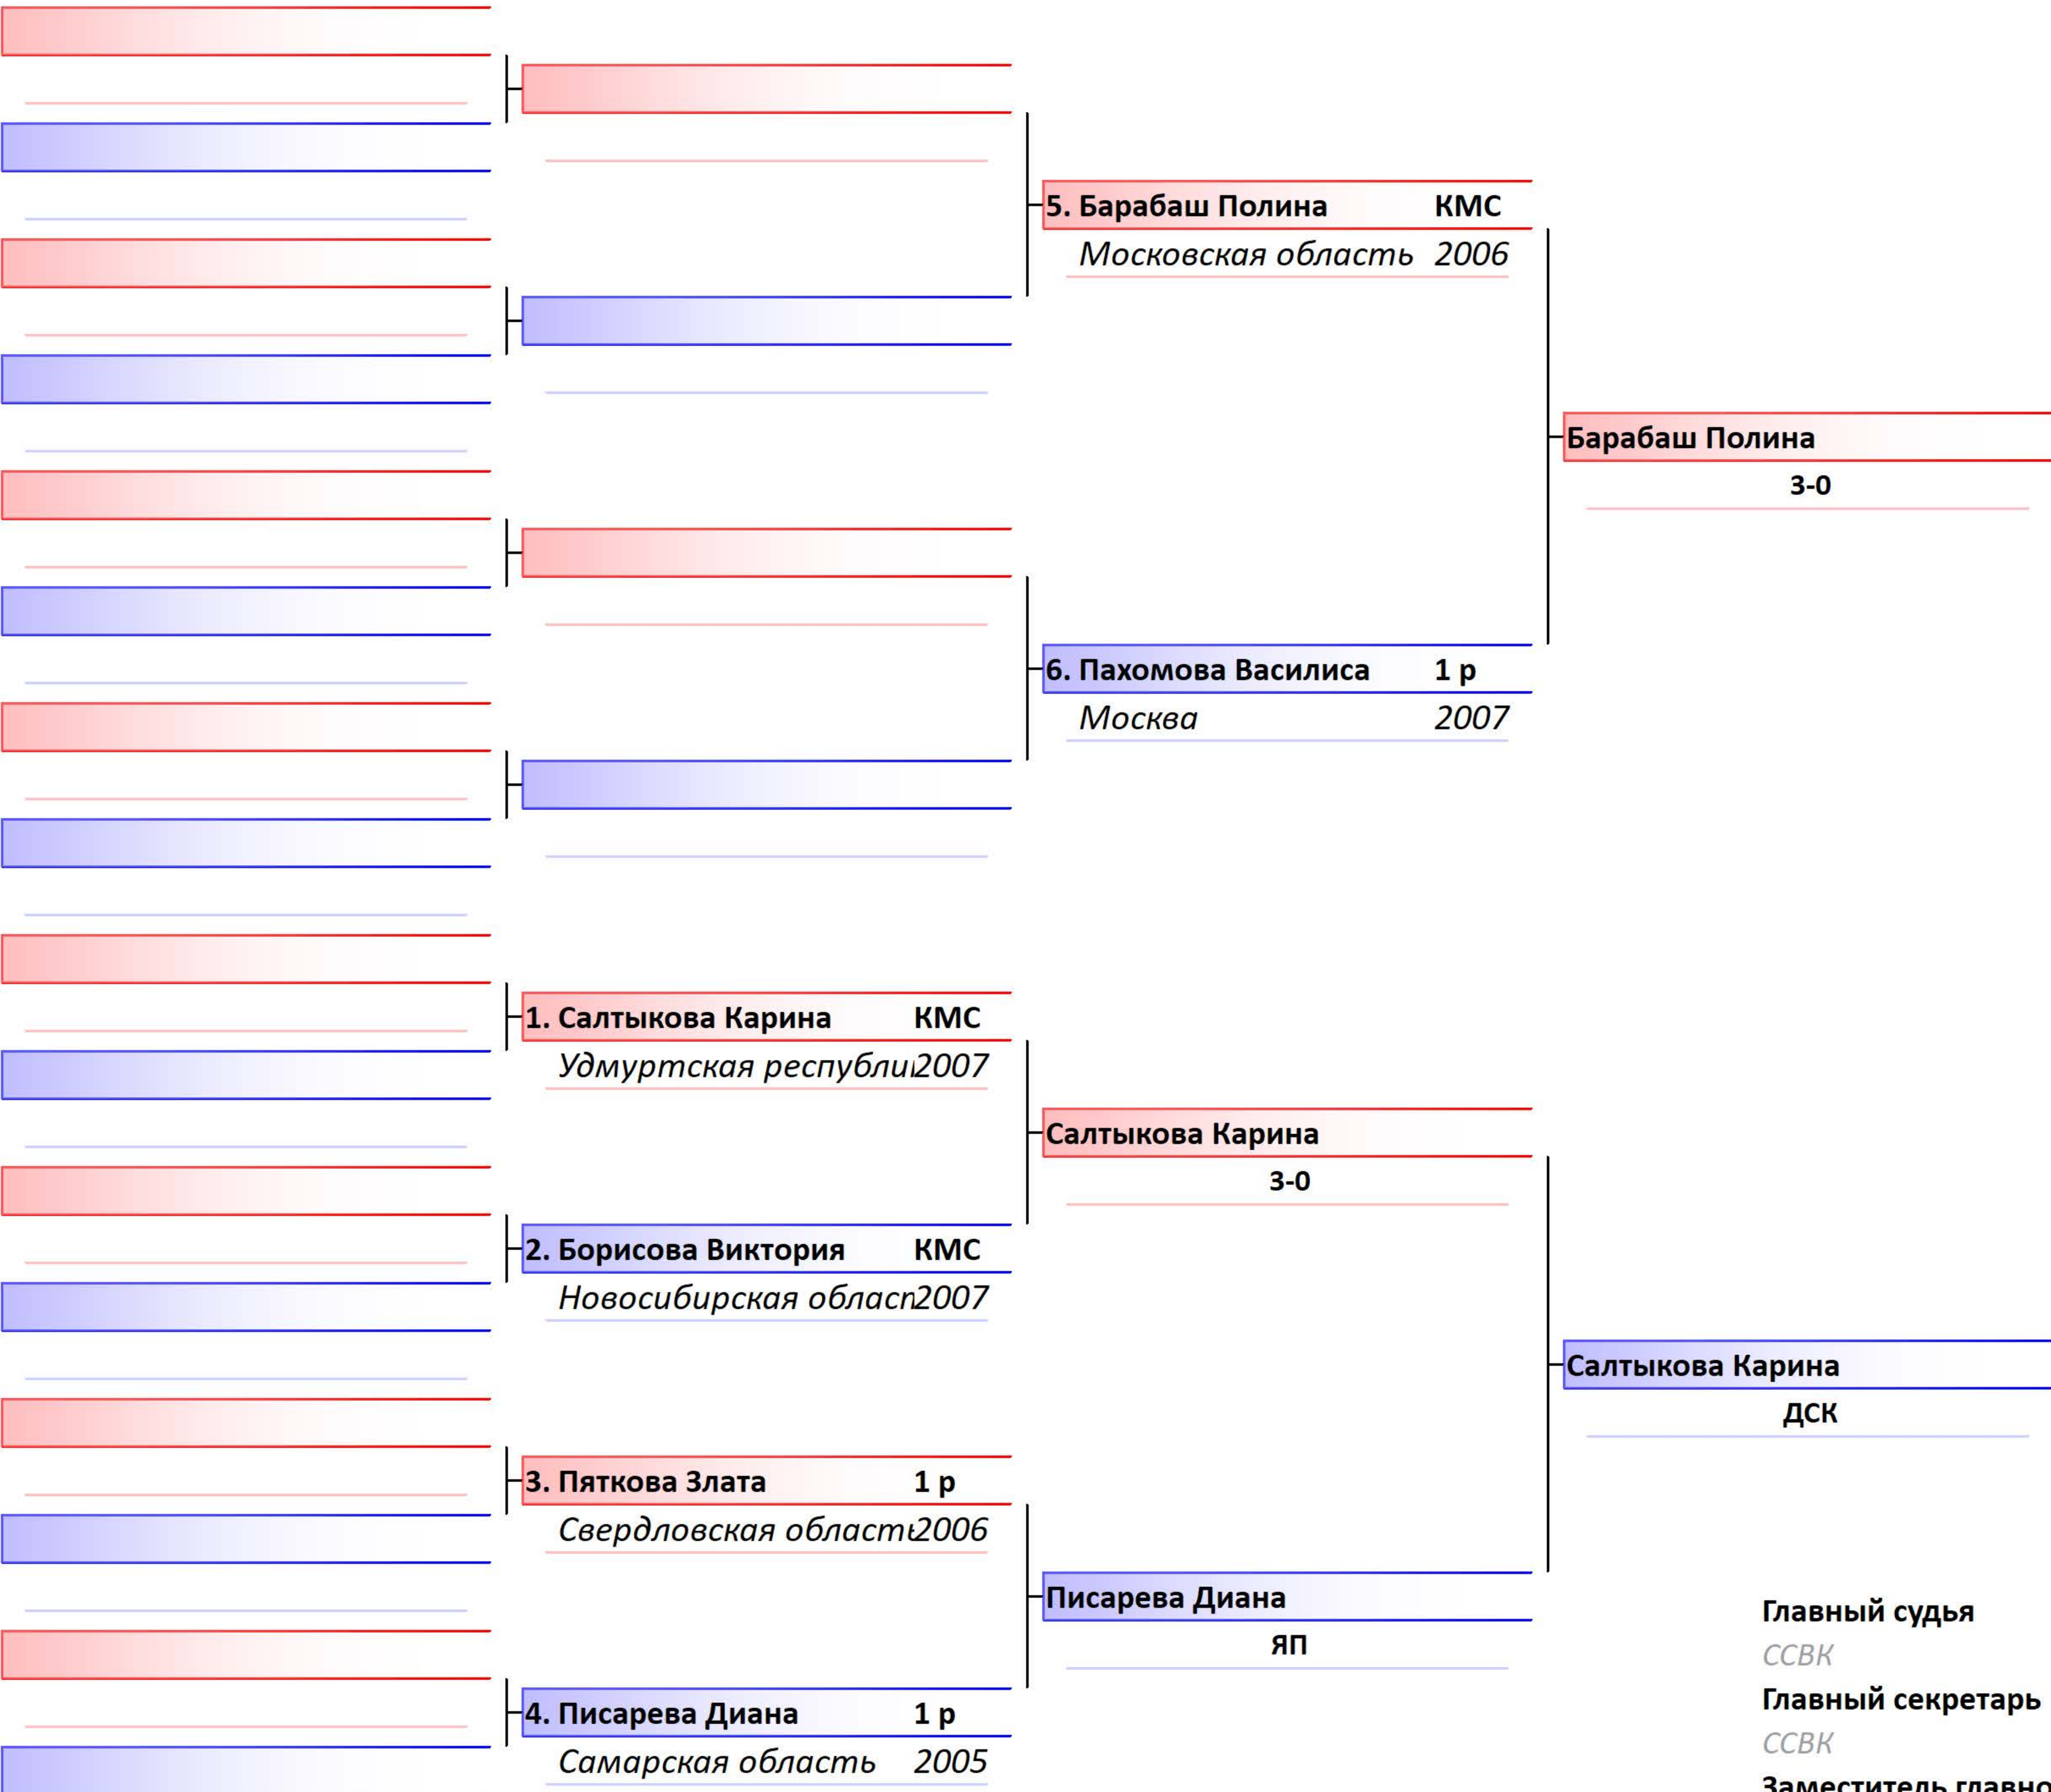 5. Барабаш Полина КМС
Московская область 2006
Барабаш Полина
3-0
6. Пахомова Василиса 1 р
Москва 2007
1. Салтыкова Карина КМС
Удмуртская 2007
Салтыкова Карина
3-0
2. Борисова Виктория КМС
Новосибирская 2007
Салтыкова Карина
ДСК
3. Пяткова Злата 1 р
Свердловская область 2006
Писарева Диана
ЯП
4. Писарева Диана 1 р
Самарская область 2005
Главный судья
ССВК
Главный секретарь
ССВК
Заместитель